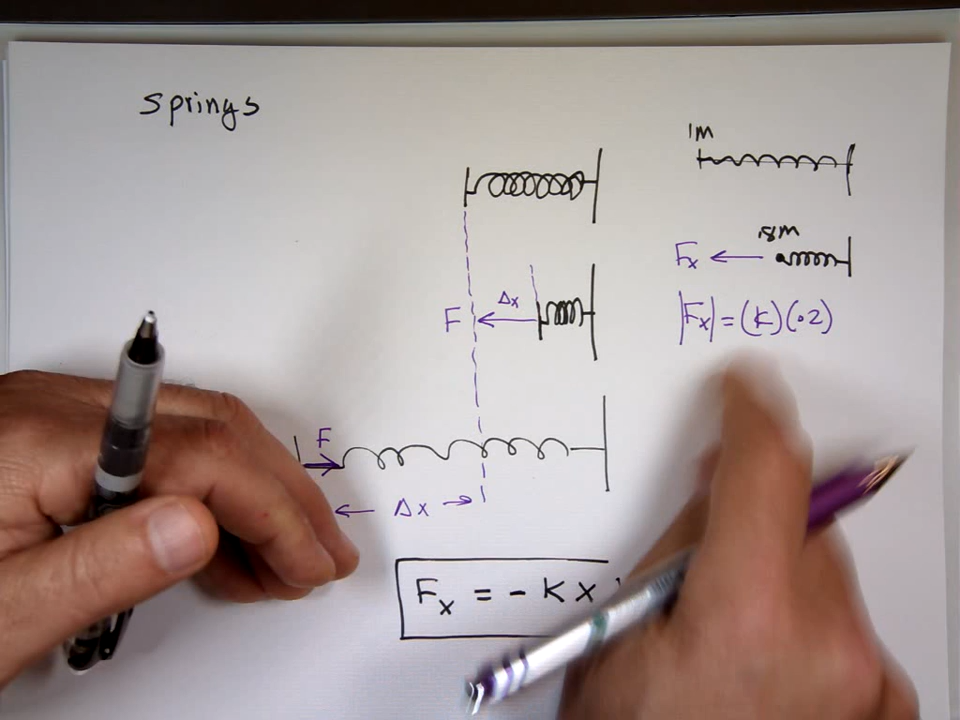 Springs
1M
.8M
Fx ←
Δx
F
|Fx| = (K)(.2)
F
← Δx →
Fx = - K x